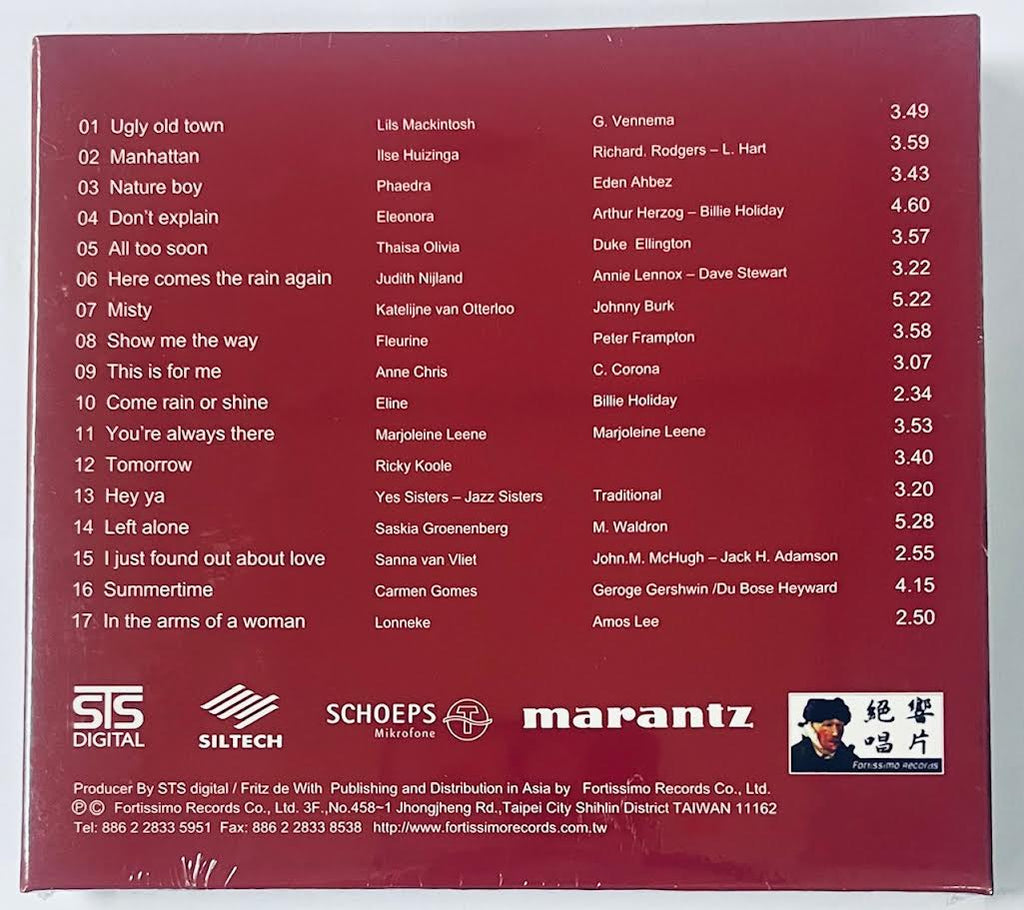 01 Ugly old town Lils Mackintosh G. Vennema 3.49
02 Manhattan Ilse Huizinga Richard. Rodgers – L. Hart 3.59
03 Nature boy Phaedra Eden Ahbez 3.43
04 Don't explain Eleonora Arthur Herzog – Billie Holiday 4.60
05 All too soon Thaisa Olivia Duke Ellington 3.57
06 Here comes the rain again Judith Nijland Annie Lennox – Dave Stewart 3.22
07 Misty Katelijne van Otterloo Johnny Burk 5.22
08 Show me the way Fleurine Peter Frampton 3.58
09 This is for me Anne Chris C. Corona 3.07
10 Come rain or shine Eline Billie Holiday 2.34
11 You're always there Marjoleine Leene Marjoleine Leene 3.53
12 Tomorrow Ricky Koole 3.40
13 Hey ya Yes Sisters – Jazz Sisters Traditional 3.20
14 Left alone Saskia Groenenberg M. Waldron 5.28
15 I just found out about love Sanna van Vliet John.M. McHugh – Jack H. Adamson 2.55
16 Summertime Carmen Gomes Geroge Gershwin /Du Bose Heyward 4.15
17 In the arms of a woman Lonneke Amos Lee 2.50
STS
DIGITAL
SILTECH
SCHOEPS
Mikrofone
marantz
絕響
唱片
Fortissimo Records
Producer By STS digital / Fritz de With Publishing and Distribution in Asia by Fortissimo Records Co., Ltd.
Ⓟ © Fortissimo Records Co., Ltd. 3F.,No.458~1 Jhongjheng Rd.,Taipei City Shihlin District TAIWAN 11162
Tel: 886 2 2833 5951 Fax: 886 2 2833 8538 http://www.fortissimorecords.com.tw